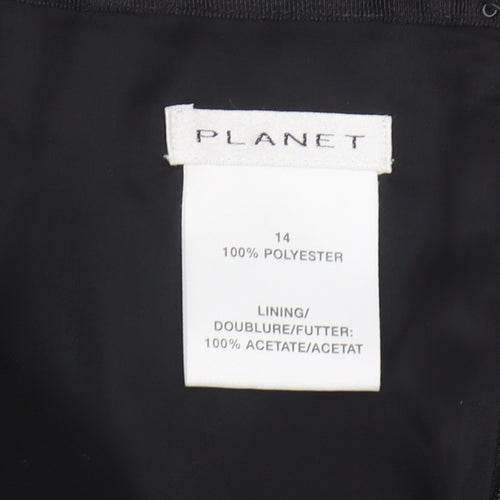 PLANET
14
100% POLYESTER
LINING/
DOUBLURE/FUTTER:
100% ACETATE/ACETAT